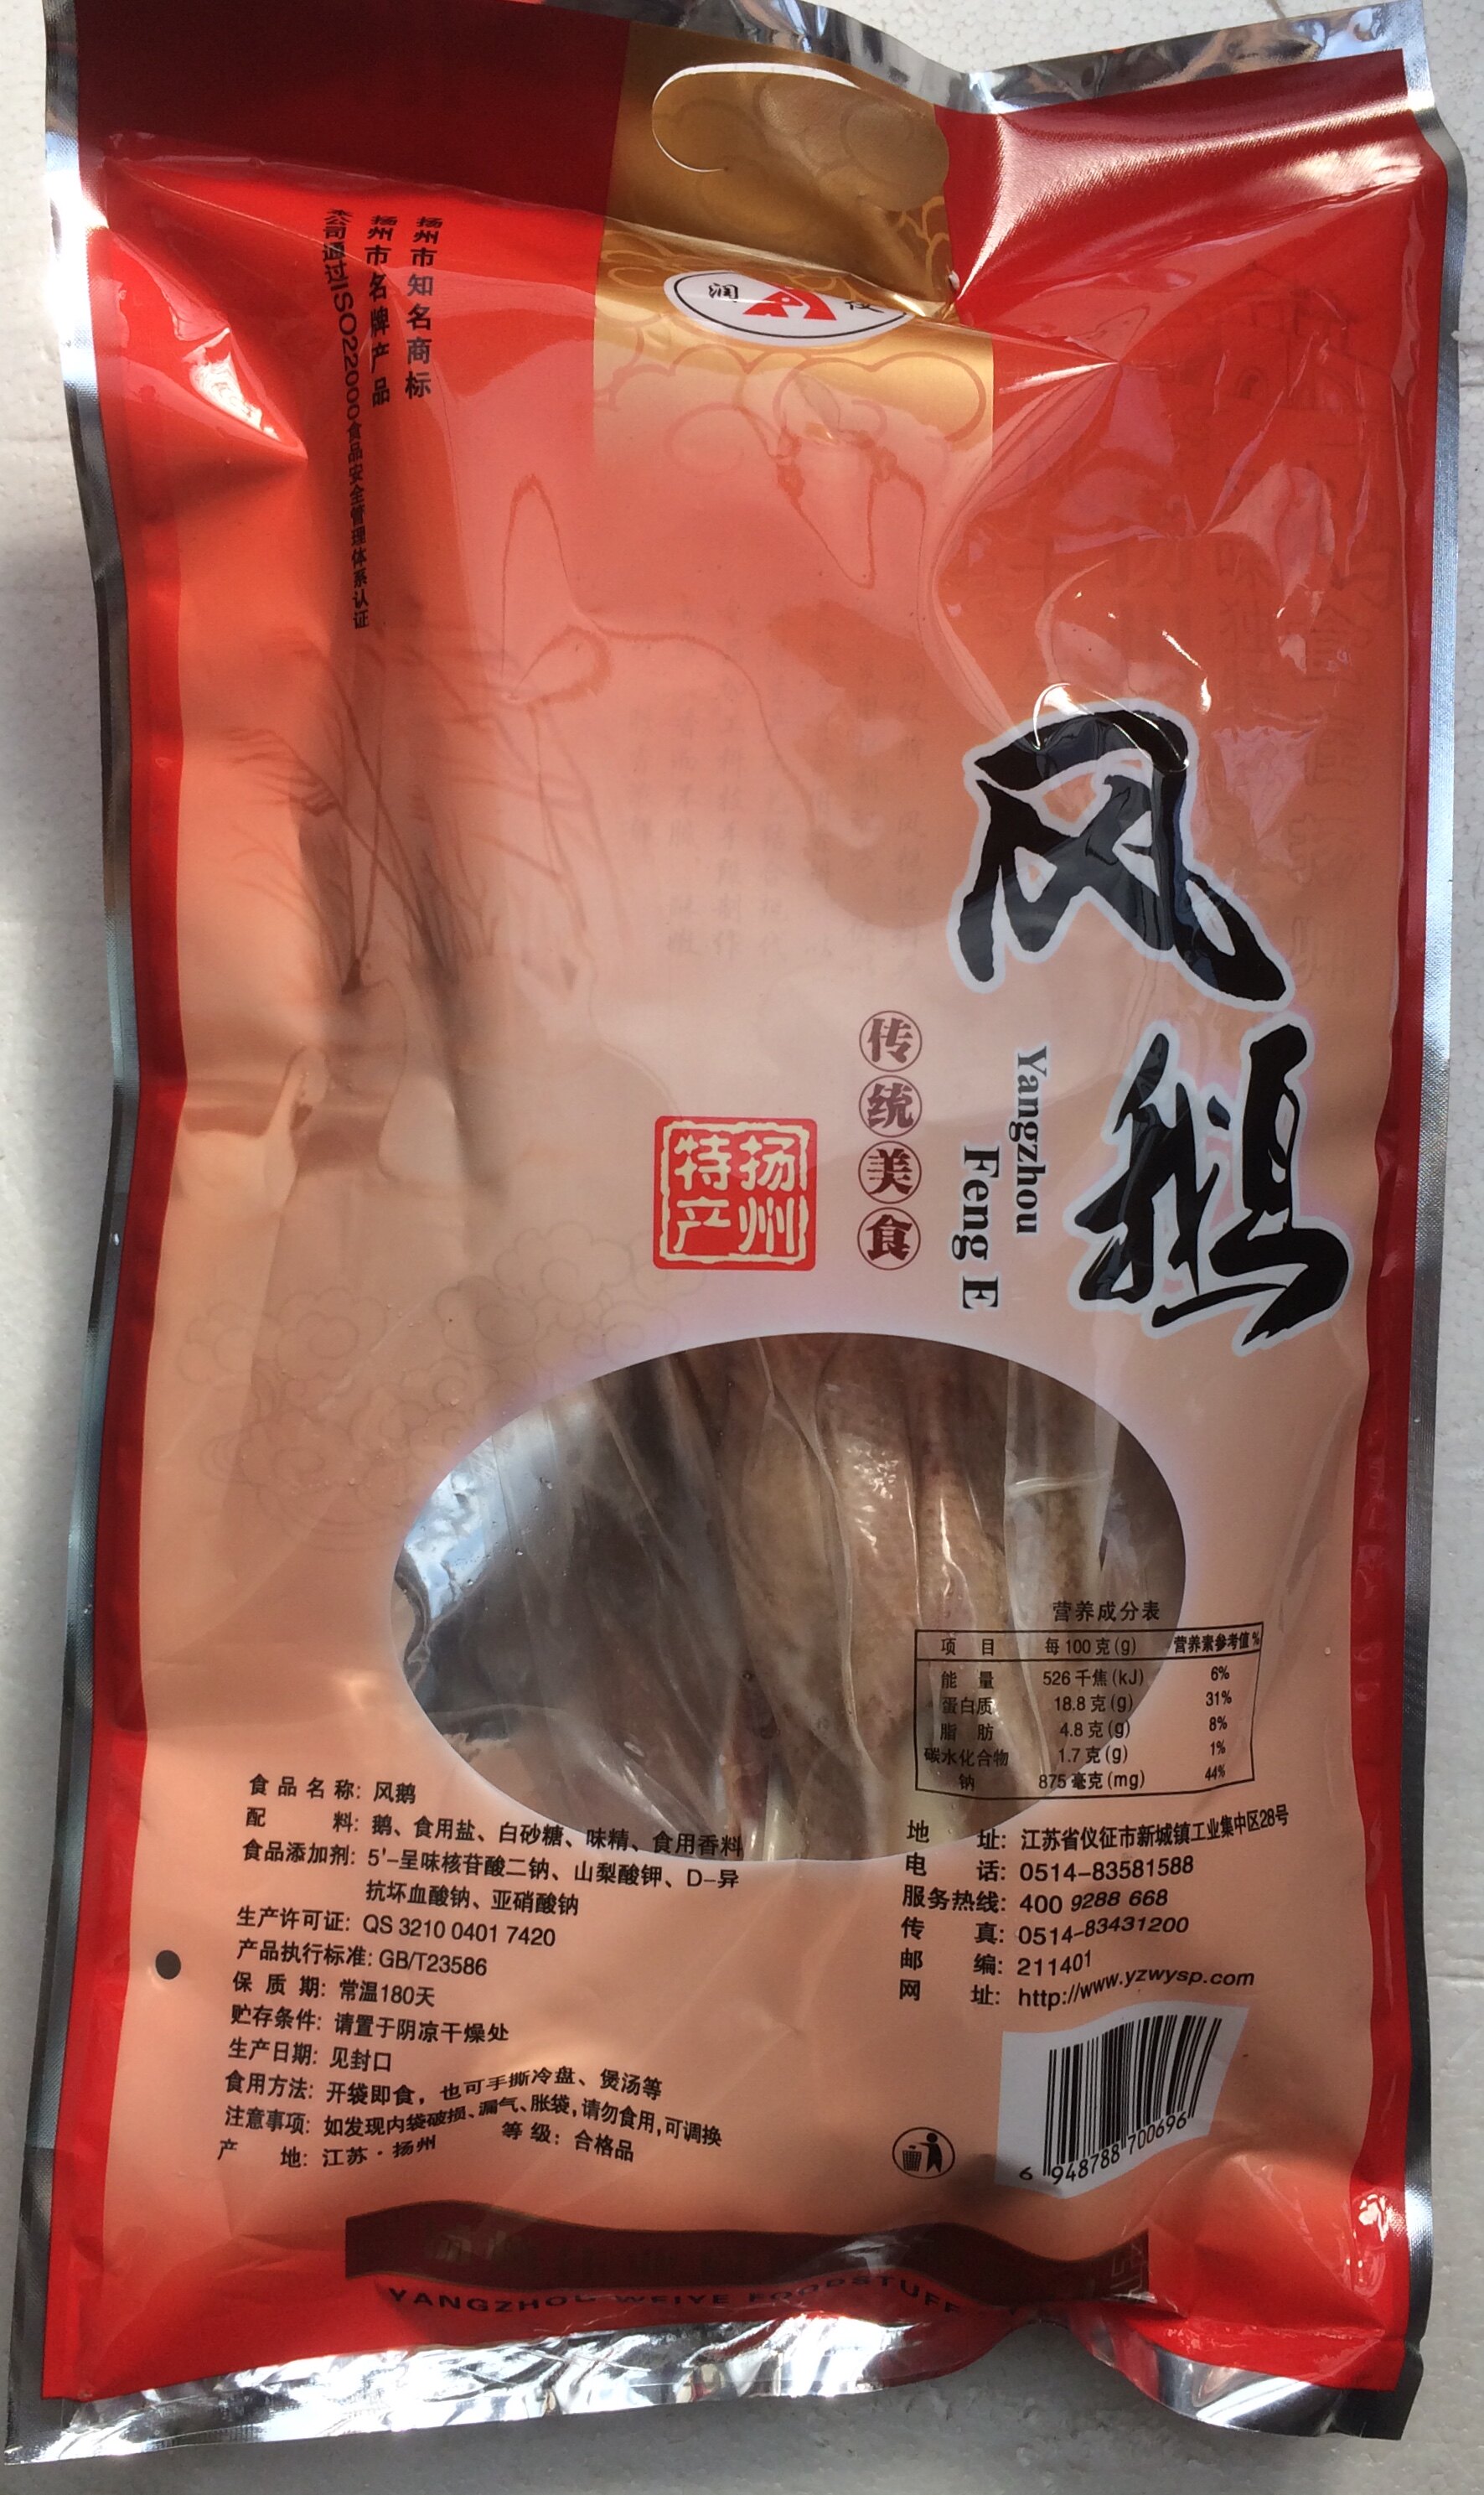 扬州市知名商标
扬州市名牌产品
本公司通过ISO22000食品安全管理体系认证
润
风鹅
Yangzhou
Feng E
传统美食
扬州
特产
营养成分表
项 目 每100克(g) 营养素参考值%
能 量 526千焦(kJ) 6%
蛋白质 18.8克(g) 31%
脂 肪 4.8克(g) 8%
碳水化合物 1.7克(g) 1%
钠 875毫克(mg) 44%
食品名称: 风鹅
配 料: 鹅、食用盐、白砂糖、味精、食用香料
食品添加剂: 5'-呈味核苷酸二钠、山梨酸钾、D-异
抗坏血酸钠、亚硝酸钠
生产许可证: QS 3210 0401 7420
产品执行标准: GB/T23586
保 质 期: 常温180天
贮存条件: 请置于阴凉干燥处
生产日期: 见封口
食用方法: 开袋即食，也可手撕冷盘、煲汤等
注意事项: 如发现内袋破损、漏气、胀袋,请勿食用,可调换
产 地: 江苏·扬州 等 级: 合格品
地 址: 江苏省仪征市新城镇工业集中区28号
电 话: 0514-83581588
服务热线: 400 9288 668
传 真: 0514-83431200
邮 编: 211401
网 址: http://www.yzwysp.com
6 948788 700696
YANGZHOU WEIYE FOODSTUFF